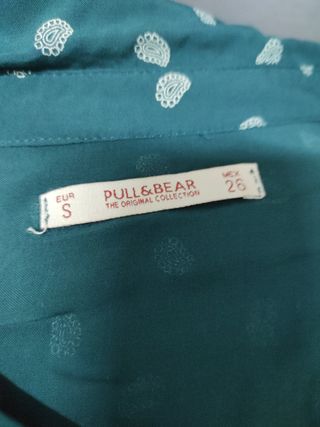 EUR
S
PULL&BEAR
THE ORIGINAL COLLECTION
MEX
26